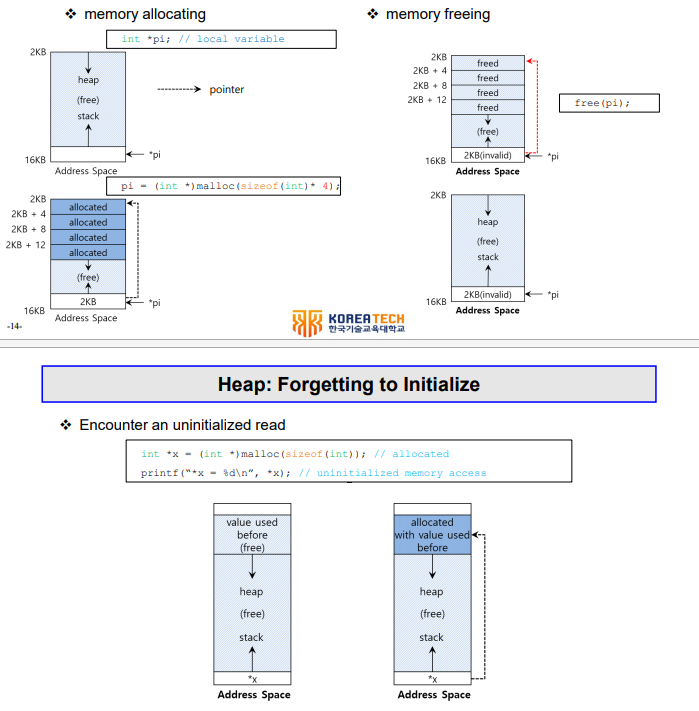 ❖ memory allocating
int *pi; // local variable
2KB
heap
(free)
stack
16KB
*pi
Address Space
pointer
pi = (int *)malloc(sizeof(int)* 4);
2KB
allocated
2KB + 4
allocated
2KB + 8
allocated
2KB + 12
allocated
(free)
2KB
16KB
*pi
Address Space
❖ memory freeing
2KB
freed
2KB + 4
freed
2KB + 8
freed
2KB + 12
freed
(free)
2KB(invalid)
16KB
*pi
Address Space
free(pi);
2KB
heap
(free)
stack
2KB(invalid)
16KB
*pi
Address Space
-14-
KOREATECH
한국기술교육대학교
Heap: Forgetting to Initialize
❖ Encounter an uninitialized read
int *x = (int *)malloc(sizeof(int)); // allocated
printf(“*x = %d\n”, *x); // uninitialized memory access
value used
before
(free)
heap
(free)
stack
*x
Address Space
allocated
with value used
before
heap
(free)
stack
*x
Address Space